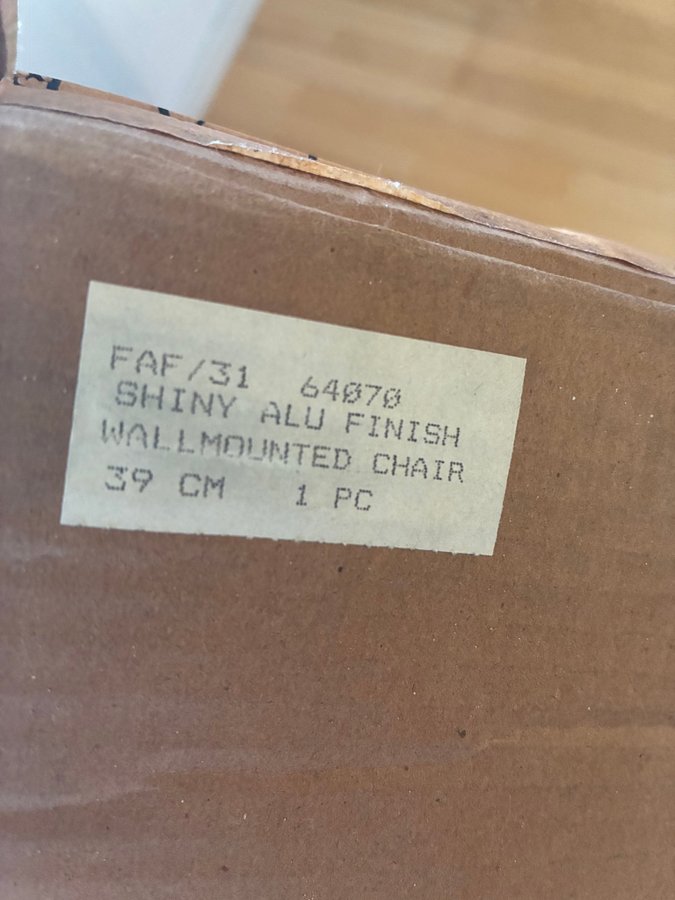 FAF/31 64070
SHINY ALU FINISH
WALLMOUNTED CHAIR
39 CM 1 PC